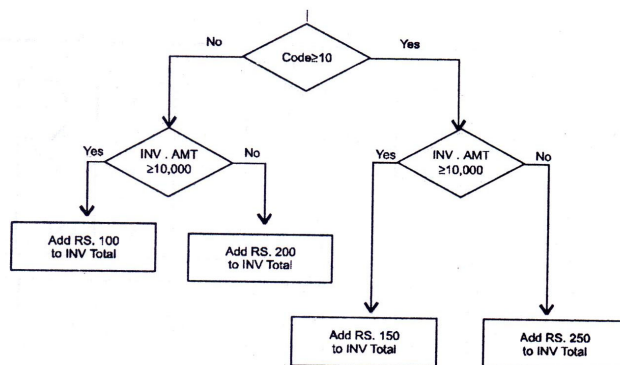 No
Yes
Code≥10
Yes
INV . AMT
≥10,000
No
Yes
INV . AMT
≥10,000
No
Add RS. 100
to INV Total
Add RS. 200
to INV Total
Add RS. 150
to INV Total
Add RS. 250
to INV Total